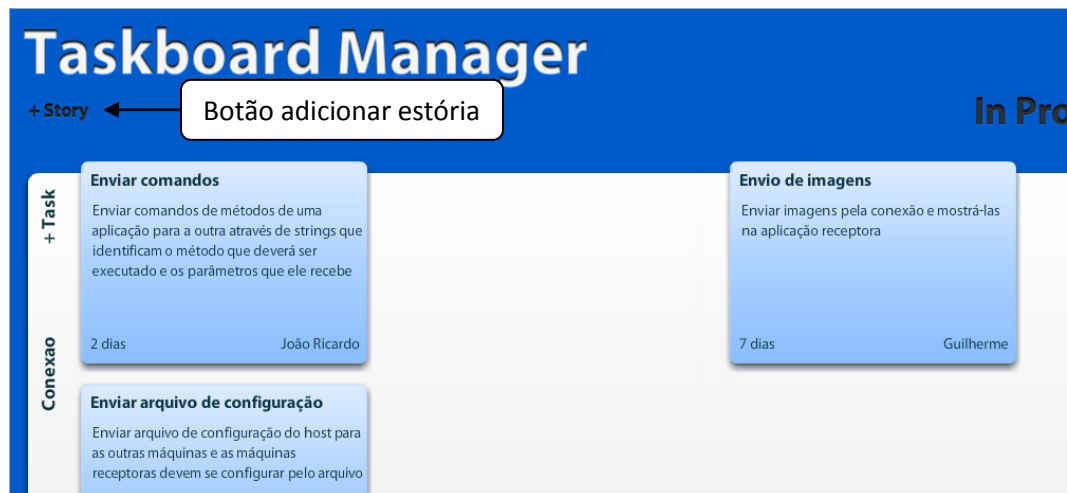 Taskboard Manager
+ Story
Botão adicionar estória
In Pro
+ Task
Conexao
Enviar comandos
Enviar comandos de métodos de uma
aplicação para a outra através de strings que
identificam o método que deverá ser
executado e os parâmetros que ele recebe
2 dias
João Ricardo
Enviar arquivo de configuração
Enviar arquivo de configuração do host para
as outras máquinas e as máquinas
receptoras devem se configurar pelo arquivo
Envio de imagens
Enviar imagens pela conexão e mostrá-las
na aplicação receptora
7 dias
Guilherme